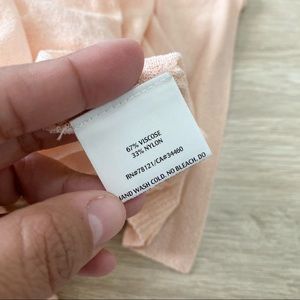 67% VISCOSE
33% NYLON
RN#78121/CA#34460
HAND WASH COLD. NO BLEACH, DO